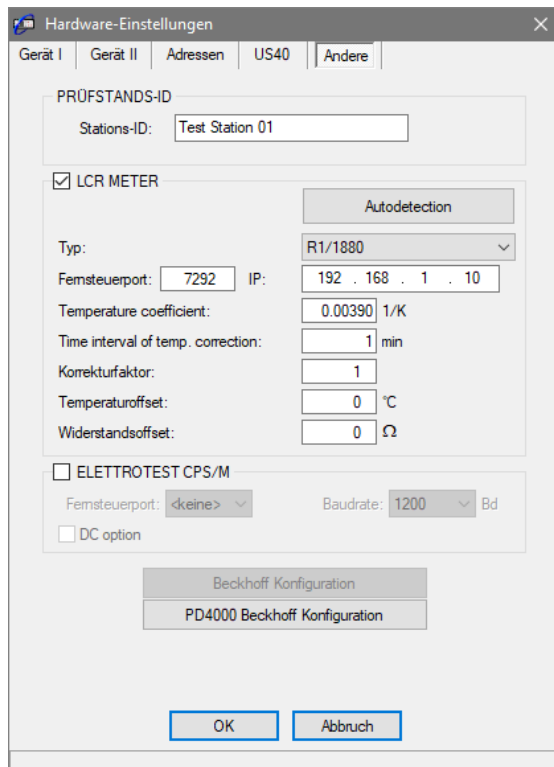 Hardware-Einstellungen
Gerät I Gerät II Adressen US40 Andere
PRÜFSTANDS-ID
Stations-ID: Test Station 01
LCR METER
Autodetection
Typ: R1/1880
Fernsteuerport: 7292 IP: 192 . 168 . 1 . 10
Temperature coefficient: 0.00390 1/K
Time interval of temp. correction: 1 min
Korrekturfaktor: 1
Temperaturoffset: 0 °C
Widerstandsoffset: 0 Ω
ELETTROTEST CPS/M
Fernsteuerport: <keine> Baudrate: 1200 Bd
DC option
Beckhoff Konfiguration
PD4000 Beckhoff Konfiguration
OK Abbruch